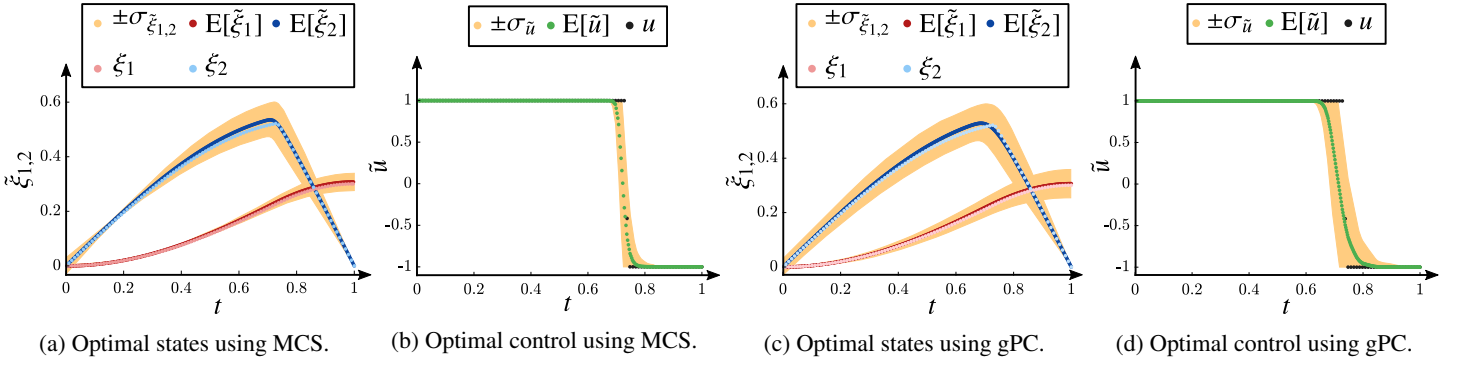 ±σ_ξ̃1,2 E[ξ̃1] E[ξ̃2]
ξ1 ξ2
ξ̃1,2
0.6
0.4
0.2
0
0 0.2 0.4 0.6 0.8 1
t
(a) Optimal states using MCS.
±σ_ũ E[ũ] u
ũ
1
0.5
0
-0.5
-1
0 0.2 0.4 0.6 0.8 1
t
(b) Optimal control using MCS.
±σ_ξ̃1,2 E[ξ̃1] E[ξ̃2]
ξ1 ξ2
ξ̃1,2
0.6
0.4
0.2
0
0 0.2 0.4 0.6 0.8 1
t
(c) Optimal states using gPC.
±σ_ũ E[ũ] u
ũ
1
0.5
0
-0.5
-1
0 0.2 0.4 0.6 0.8 1
t
(d) Optimal control using gPC.